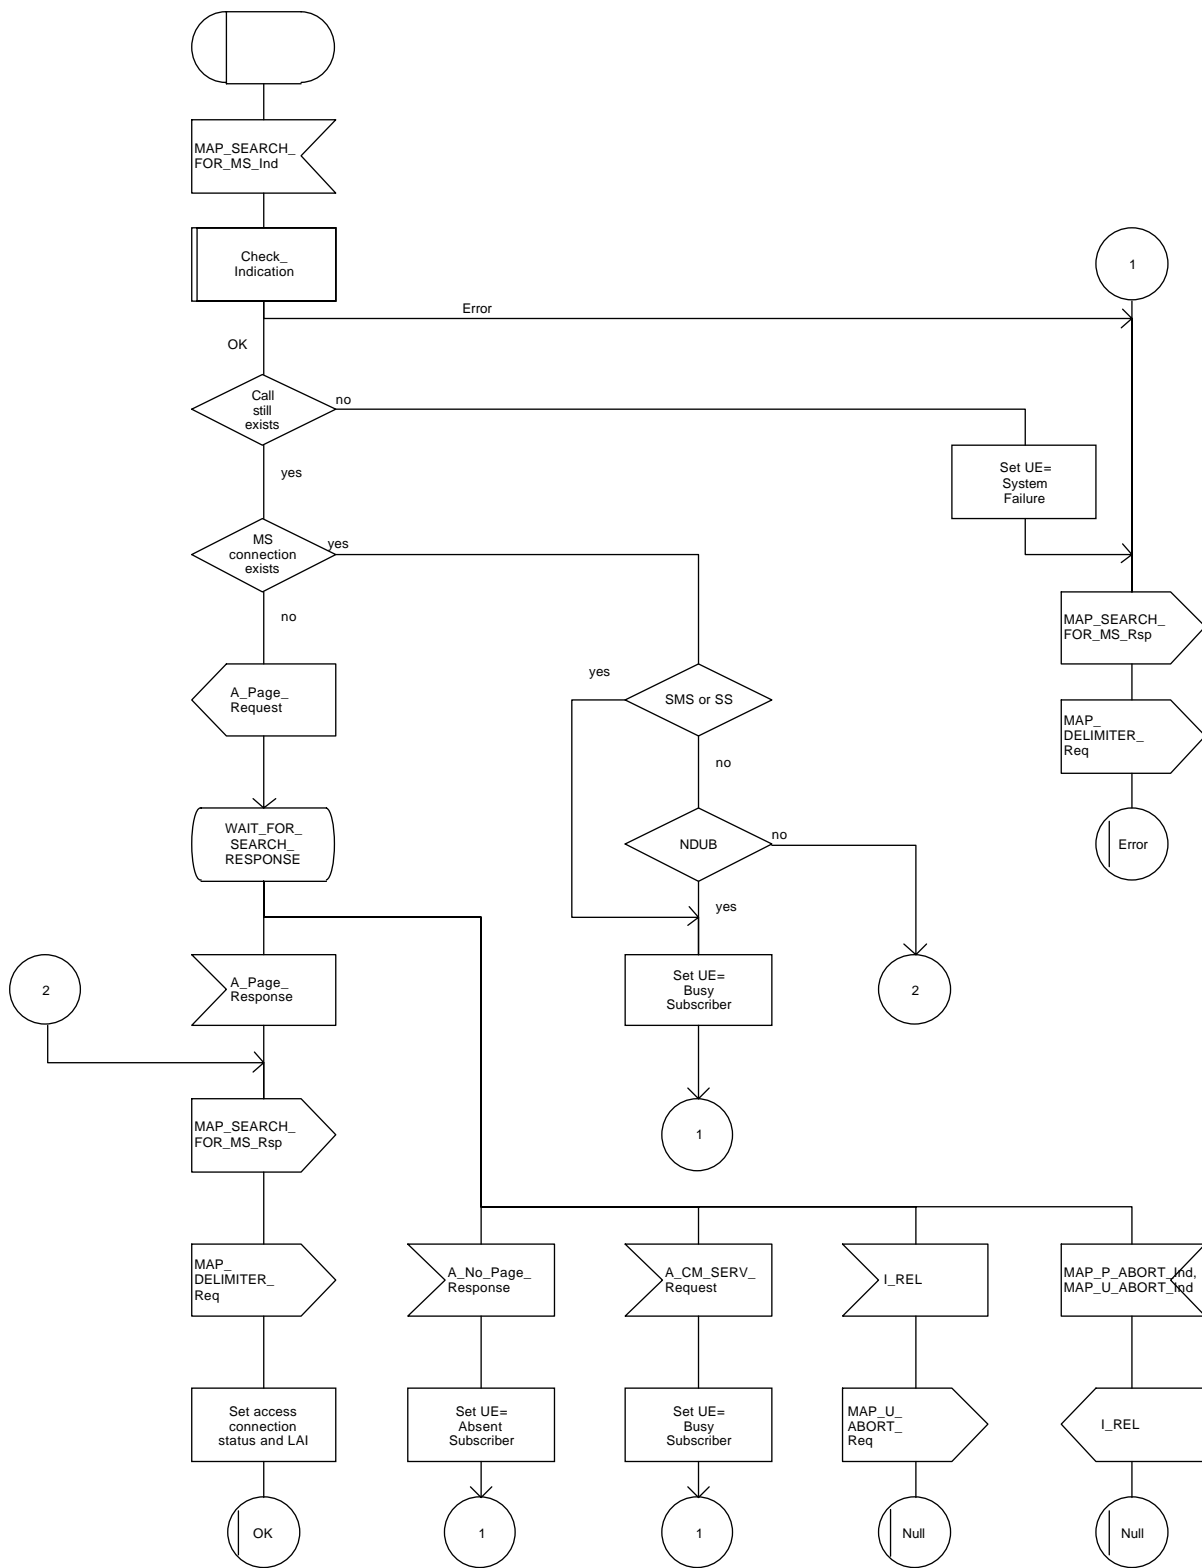 MAP_SEARCH_
FOR_MS_Ind
Check_
Indication
1
Error
OK
Call
still
exists
no
yes
Set UE=
System
Failure
MS
connection
exists
yes
no
MAP_SEARCH_
FOR_MS_Rsp
A_Page_
Request
yes
SMS or SS
no
MAP_
DELIMITER_
Req
WAIT_FOR_
SEARCH_
RESPONSE
NDUB
no
yes
Error
2
A_Page_
Response
Set UE=
Busy
Subscriber
2
MAP_SEARCH_
FOR_MS_Rsp
1
MAP_
DELIMITER_
Req
A_No_Page_
Response
A_CM_SERV_
Request
I_REL
MAP_P_ABORT_Ind,
MAP_U_ABORT_Ind
Set access
connection
status and LAI
Set UE=
Absent
Subscriber
Set UE=
Busy
Subscriber
MAP_U_
ABORT_
Req
I_REL
OK
1
1
Null
Null